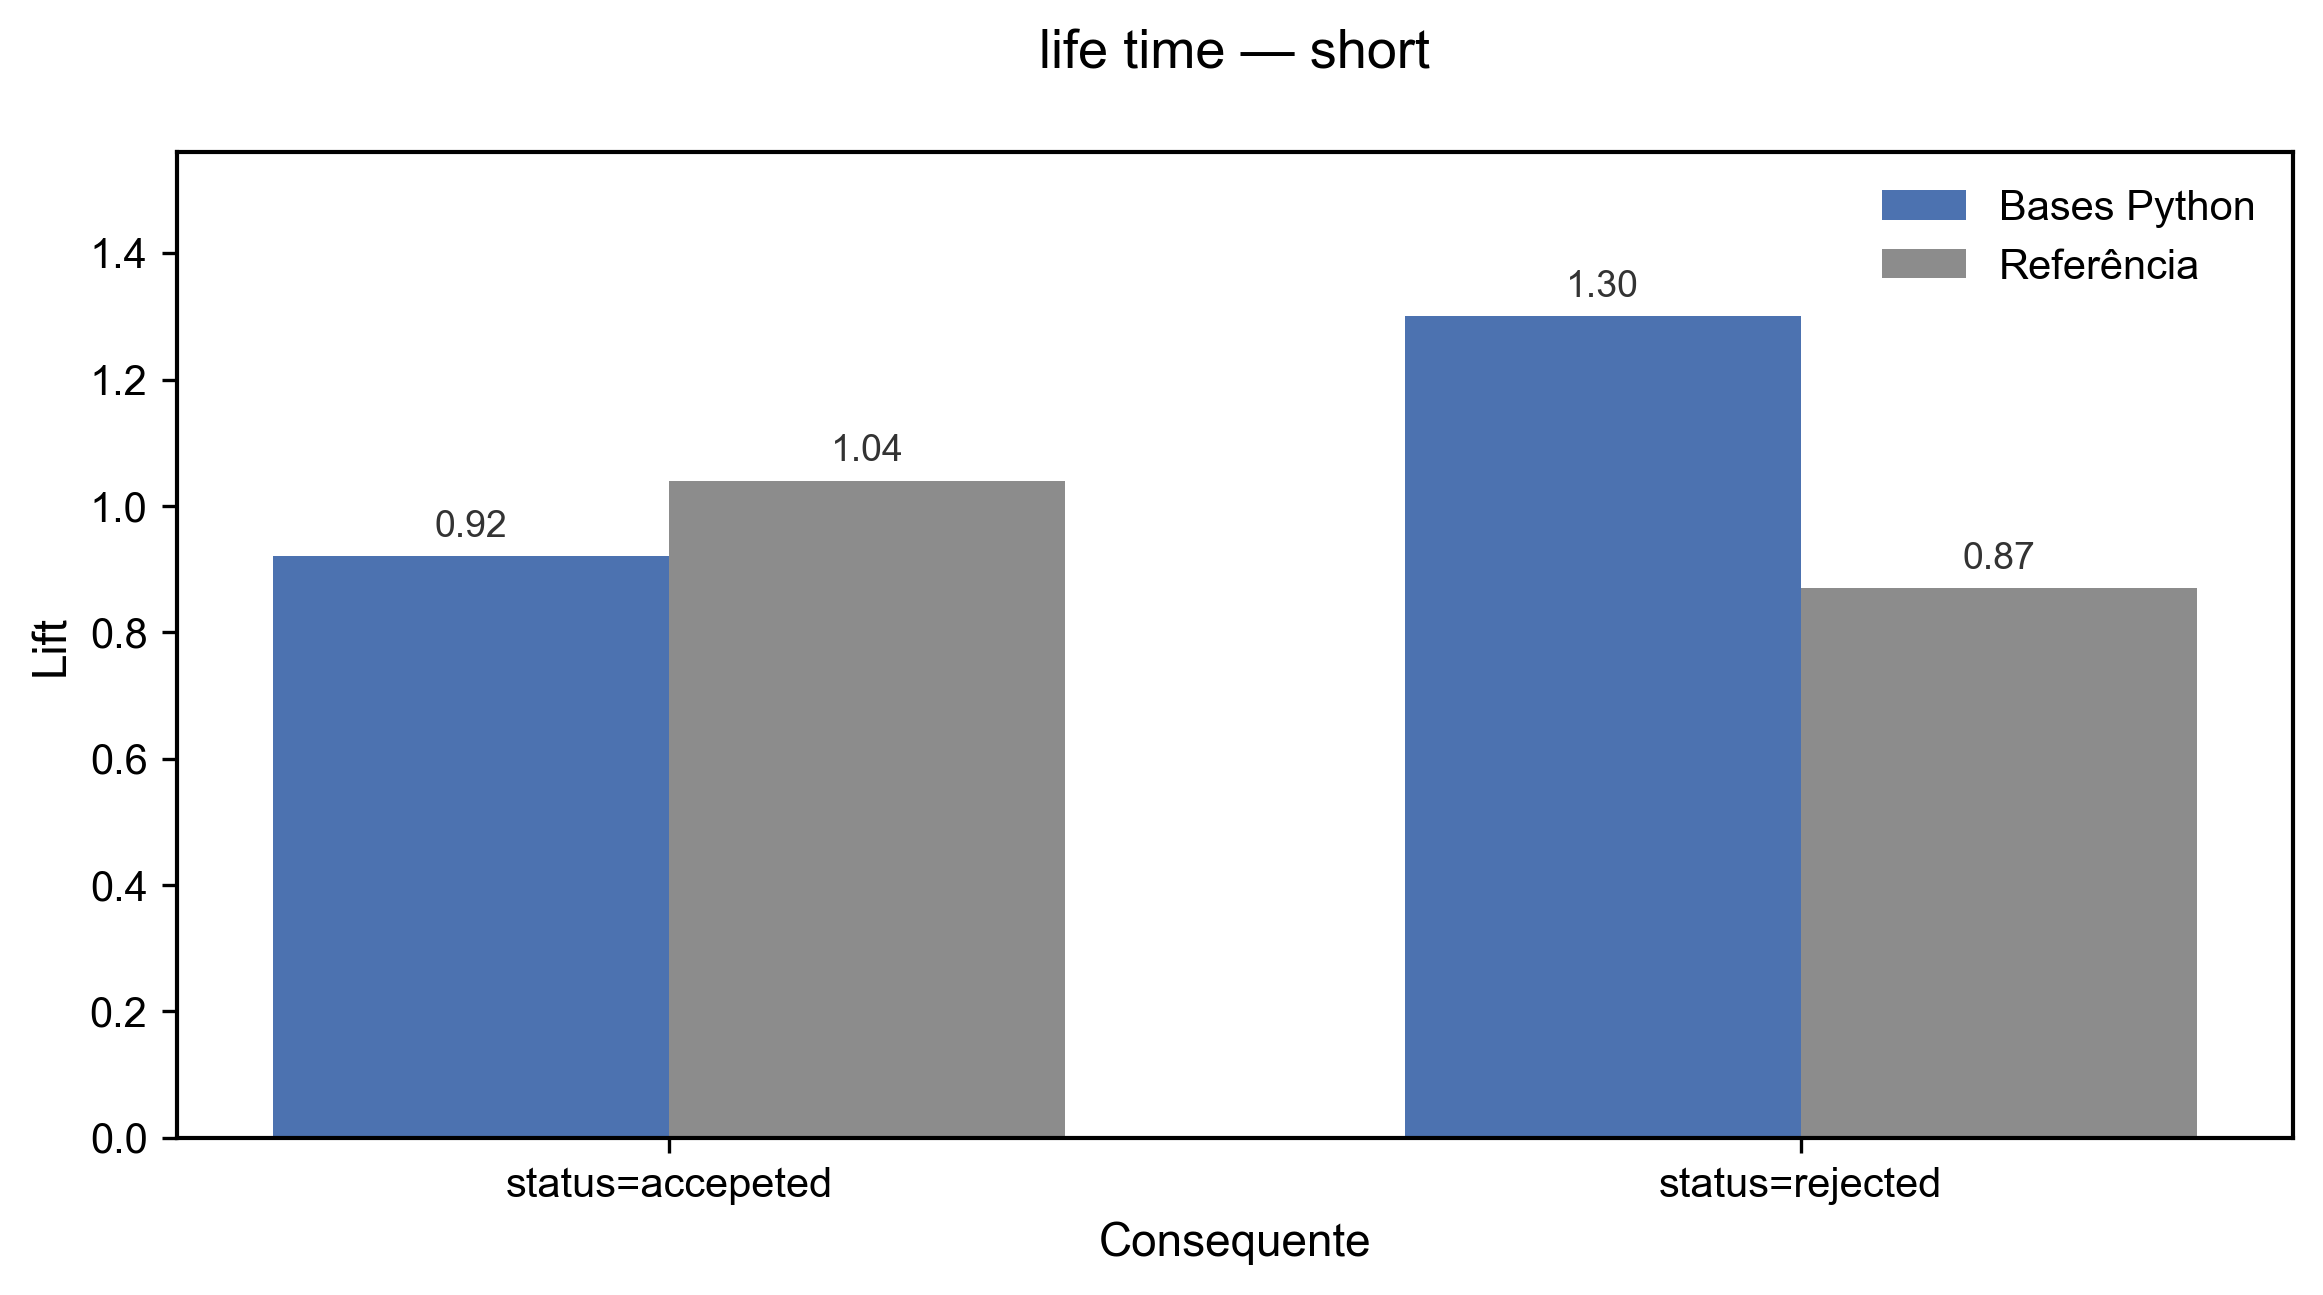 life time — short
Bases Python
Referência
1.4
1.2
1.0
0.8
0.6
0.4
0.2
0.0
Lift
0.92
1.04
1.30
0.87
status=accepeted
status=rejected
Consequente